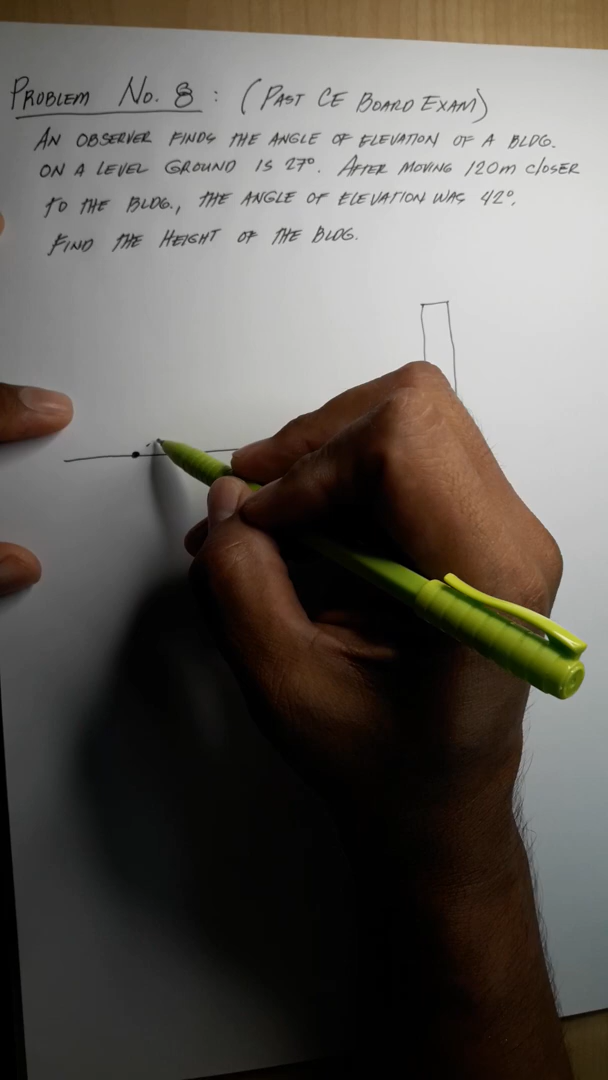 PROBLEM NO. 8 : (PAST CE BOARD EXAM)
AN OBSERVER FINDS THE ANGLE OF ELEVATION OF A BLDG.
ON A LEVEL GROUND IS 27°. AFTER MOVING 120m CLOSER
TO THE BLDG., THE ANGLE OF ELEVATION WAS 42°.
FIND THE HEIGHT OF THE BLDG.